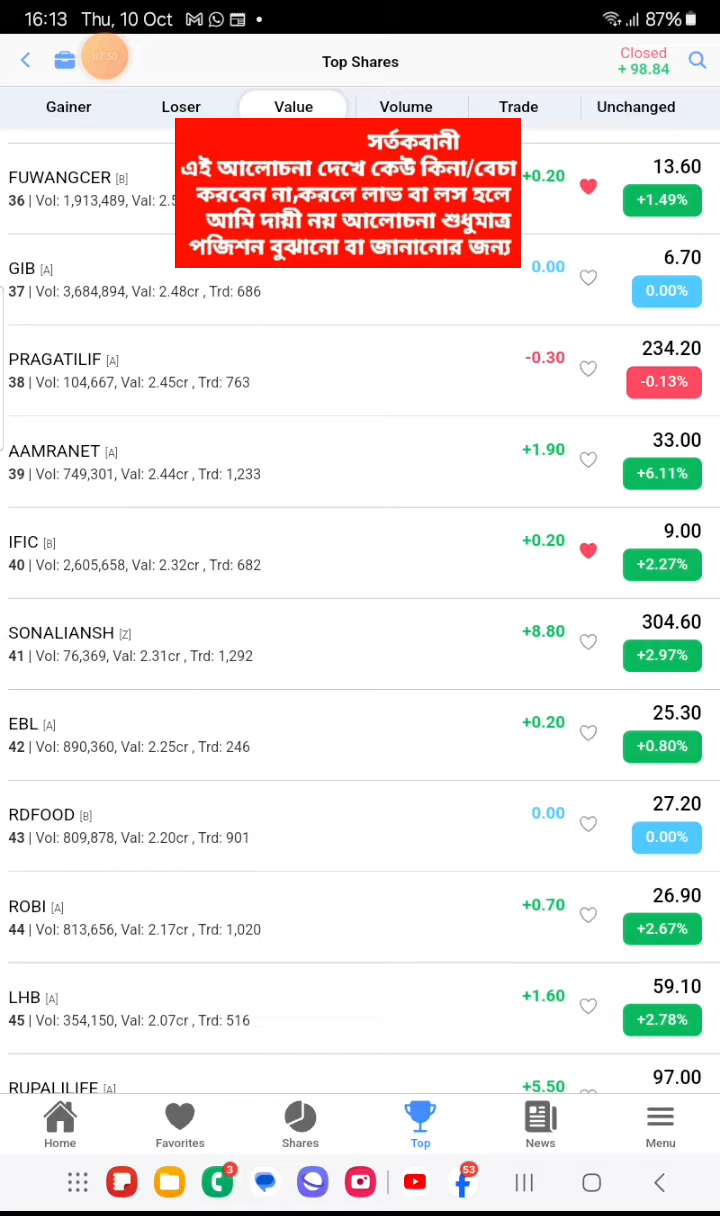 16:13 Thu, 10 Oct
87%
Top Shares
Closed
+ 98.84
Gainer Loser Value Volume Trade Unchanged
সর্তকবানী
এই আলোচনা দেখে কেউ কিনা/বেচা
করবেন না,করলে লাভ বা লস হলে
আমি দায়ী নয় আলোচনা শুধুমাত্র
পজিশন বুঝানো বা জানানোর জন্য
FUWANGCER [B] +0.20 13.60
36 | Vol: 1,913,489, Val: +1.49%
GIB [A] 0.00 6.70
37 | Vol: 3,684,894, Val: 2.48cr , Trd: 686 0.00%
PRAGATILIF [A] -0.30 234.20
38 | Vol: 104,667, Val: 2.45cr , Trd: 763 -0.13%
AAMRANET [A] +1.90 33.00
39 | Vol: 749,301, Val: 2.44cr , Trd: 1,233 +6.11%
IFIC [B] +0.20 9.00
40 | Vol: 2,605,658, Val: 2.32cr , Trd: 682 +2.27%
SONALIANSH [Z] +8.80 304.60
41 | Vol: 76,369, Val: 2.31cr , Trd: 1,292 +2.97%
EBL [A] +0.20 25.30
42 | Vol: 890,360, Val: 2.25cr , Trd: 246 +0.80%
RDFOOD [B] 0.00 27.20
43 | Vol: 809,878, Val: 2.20cr , Trd: 901 0.00%
ROBI [A] +0.70 26.90
44 | Vol: 813,656, Val: 2.17cr , Trd: 1,020 +2.67%
LHB [A] +1.60 59.10
45 | Vol: 354,150, Val: 2.07cr , Trd: 516 +2.78%
RUPALILIFE [A] +5.50 97.00
Home Favorites Shares Top News Menu
3 53